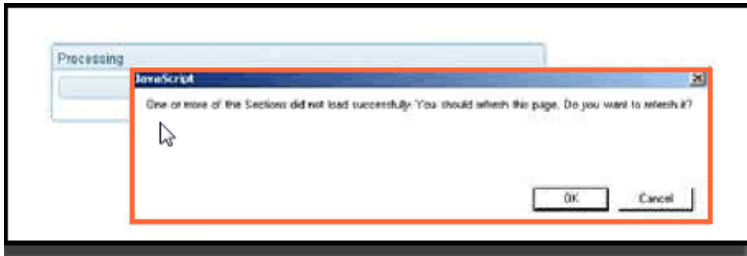 Processing
JavaScript
One or more of the Sections did not load successfully. You should refresh this page. Do you want to refresh it?
OK
Cancel